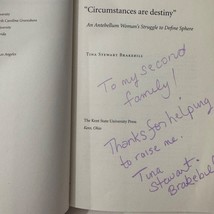 "Circumstances are destiny"
An Antebellum Woman's Struggle to Define Sphere
Tina Stewart Brakebill
To my second
family!
Thanks for helping
to raise me.
Tina
Stewart
Brakebill
The Kent State University Press
Kent, Ohio